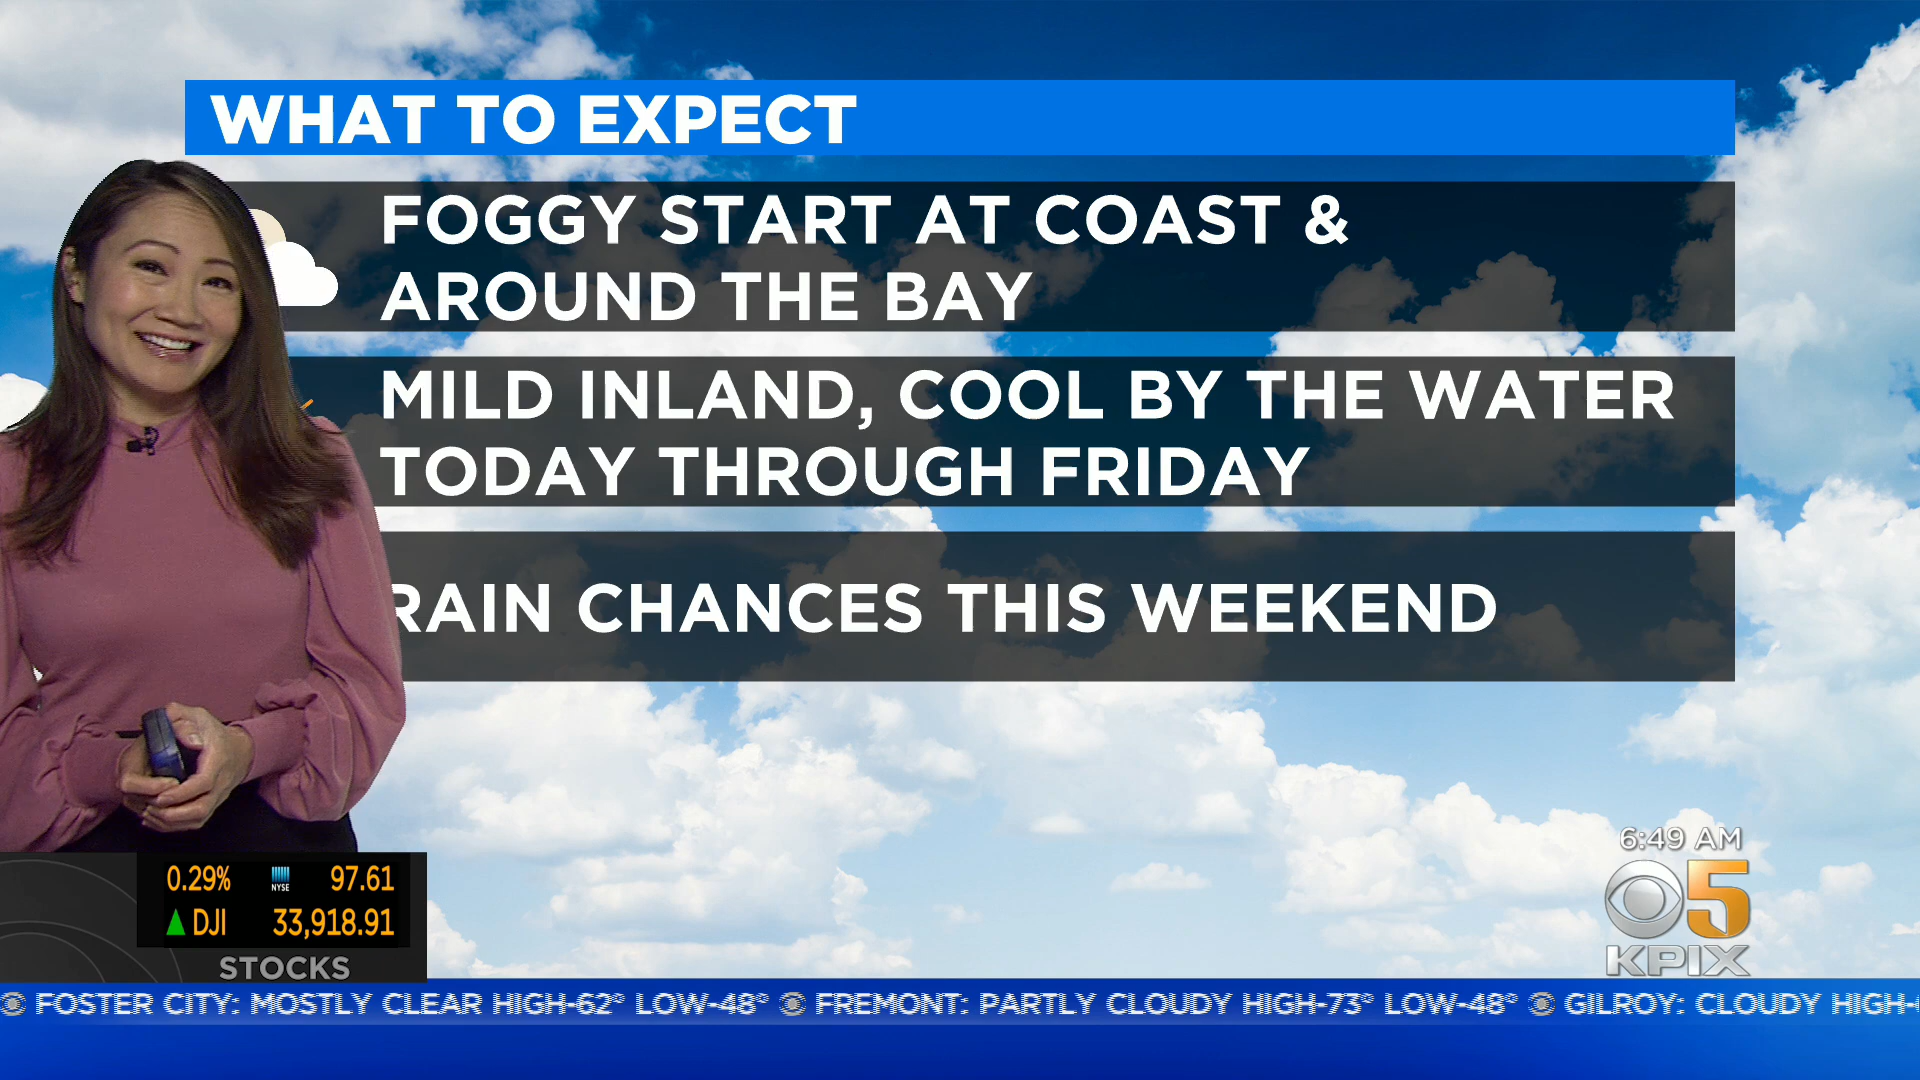 WHAT TO EXPECT
FOGGY START AT COAST &
AROUND THE BAY
MILD INLAND, COOL BY THE WATER
TODAY THROUGH FRIDAY
RAIN CHANCES THIS WEEKEND
6:49 AM
5
KPIX
0.29% NYSE 97.61
DJI 33,918.91
STOCKS
FOSTER CITY: MOSTLY CLEAR HIGH-62° LOW-48° FREMONT: PARTLY CLOUDY HIGH-73° LOW-48° GILROY: CLOUDY HIGH-